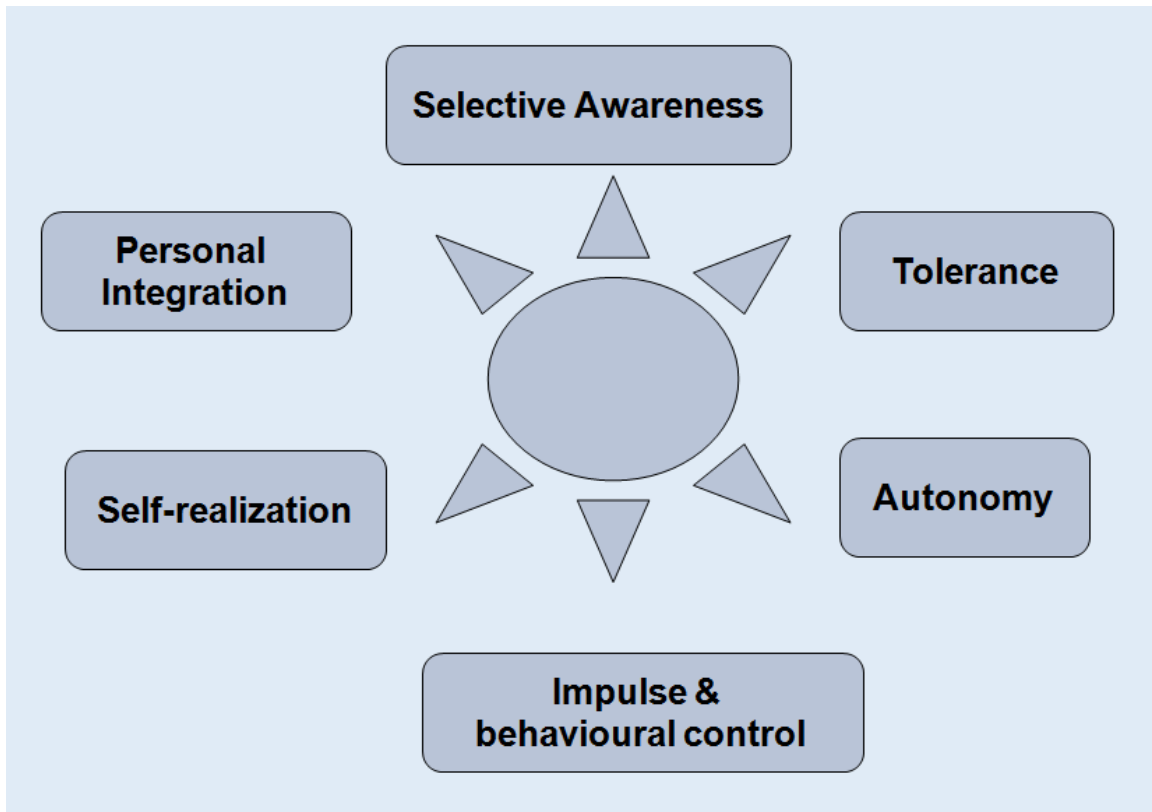 Selective Awareness
Personal
Integration
Tolerance
Self-realization
Autonomy
Impulse &
behavioural control